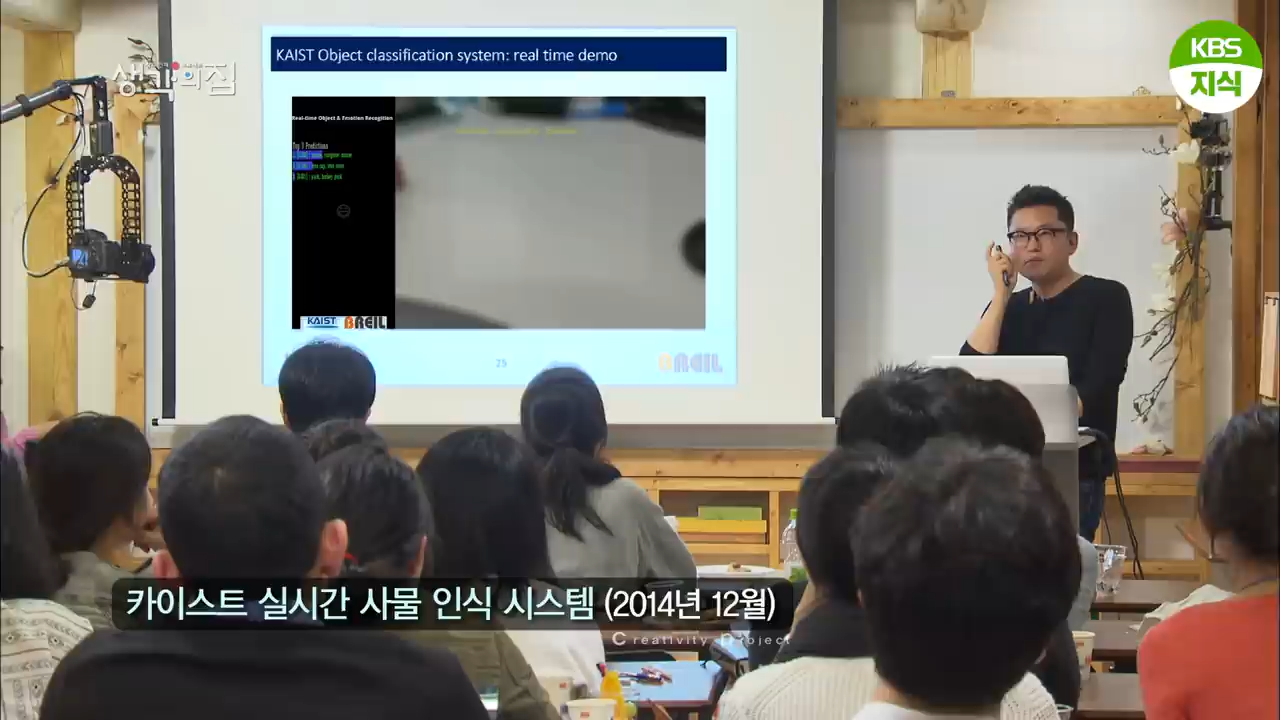 KAIST Object classification system: real time demo
KBS
지식
생각의집
Real-time Object & Emotion Recognition
Top 3 Predictions
KAIST BREIL
25
BREIL
카이스트 실시간 사물 인식 시스템 (2014년 12월)
Creativity Project